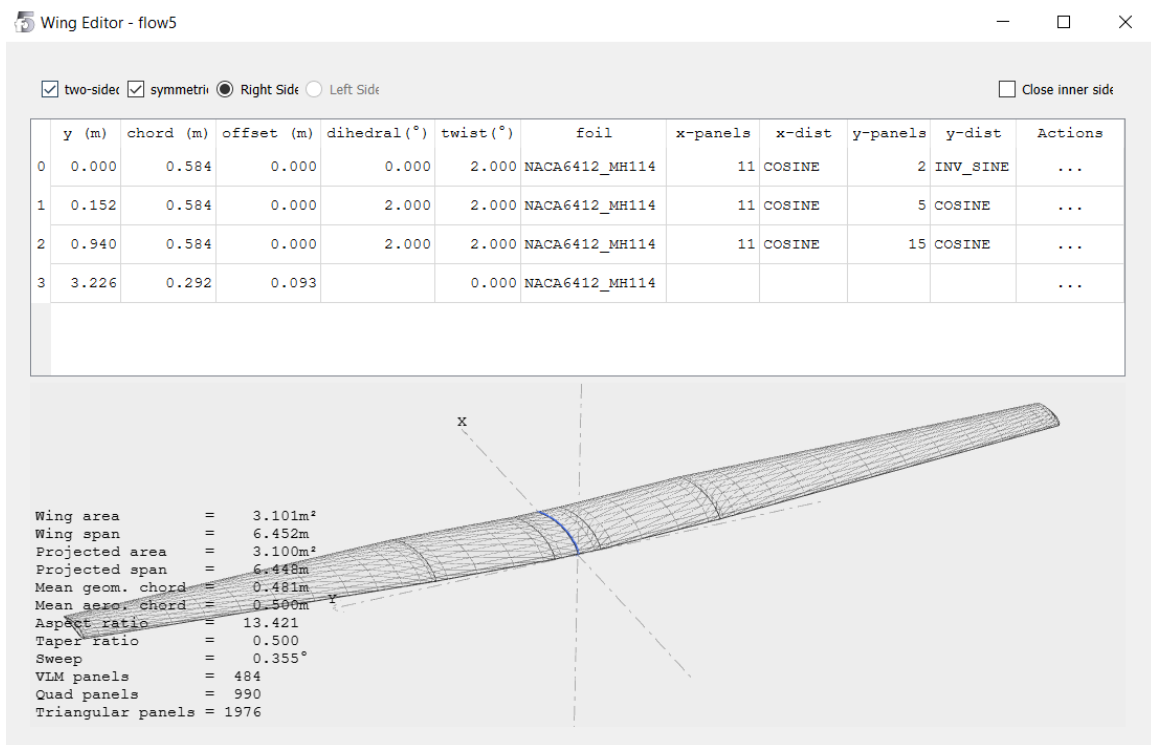 Wing Editor - flow5
two-sidec symmetri Right Side Left Side Close inner side
y (m) chord (m) offset (m) dihedral(°) twist(°) foil x-panels x-dist y-panels y-dist Actions
0 0.000 0.584 0.000 0.000 2.000 NACA6412_MH114 11 COSINE 2 INV_SINE ...
1 0.152 0.584 0.000 2.000 2.000 NACA6412_MH114 11 COSINE 5 COSINE ...
2 0.940 0.584 0.000 2.000 2.000 NACA6412_MH114 11 COSINE 15 COSINE ...
3 3.226 0.292 0.093 0.000 NACA6412_MH114 ...
X
Y
Wing area = 3.101m²
Wing span = 6.452m
Projected area = 3.100m²
Projected span = 6.448m
Mean geom. chord = 0.481m
Mean aero. chord = 0.500m
Aspect ratio = 13.421
Taper ratio = 0.500
Sweep = 0.355°
VLM panels = 484
Quad panels = 990
Triangular panels = 1976